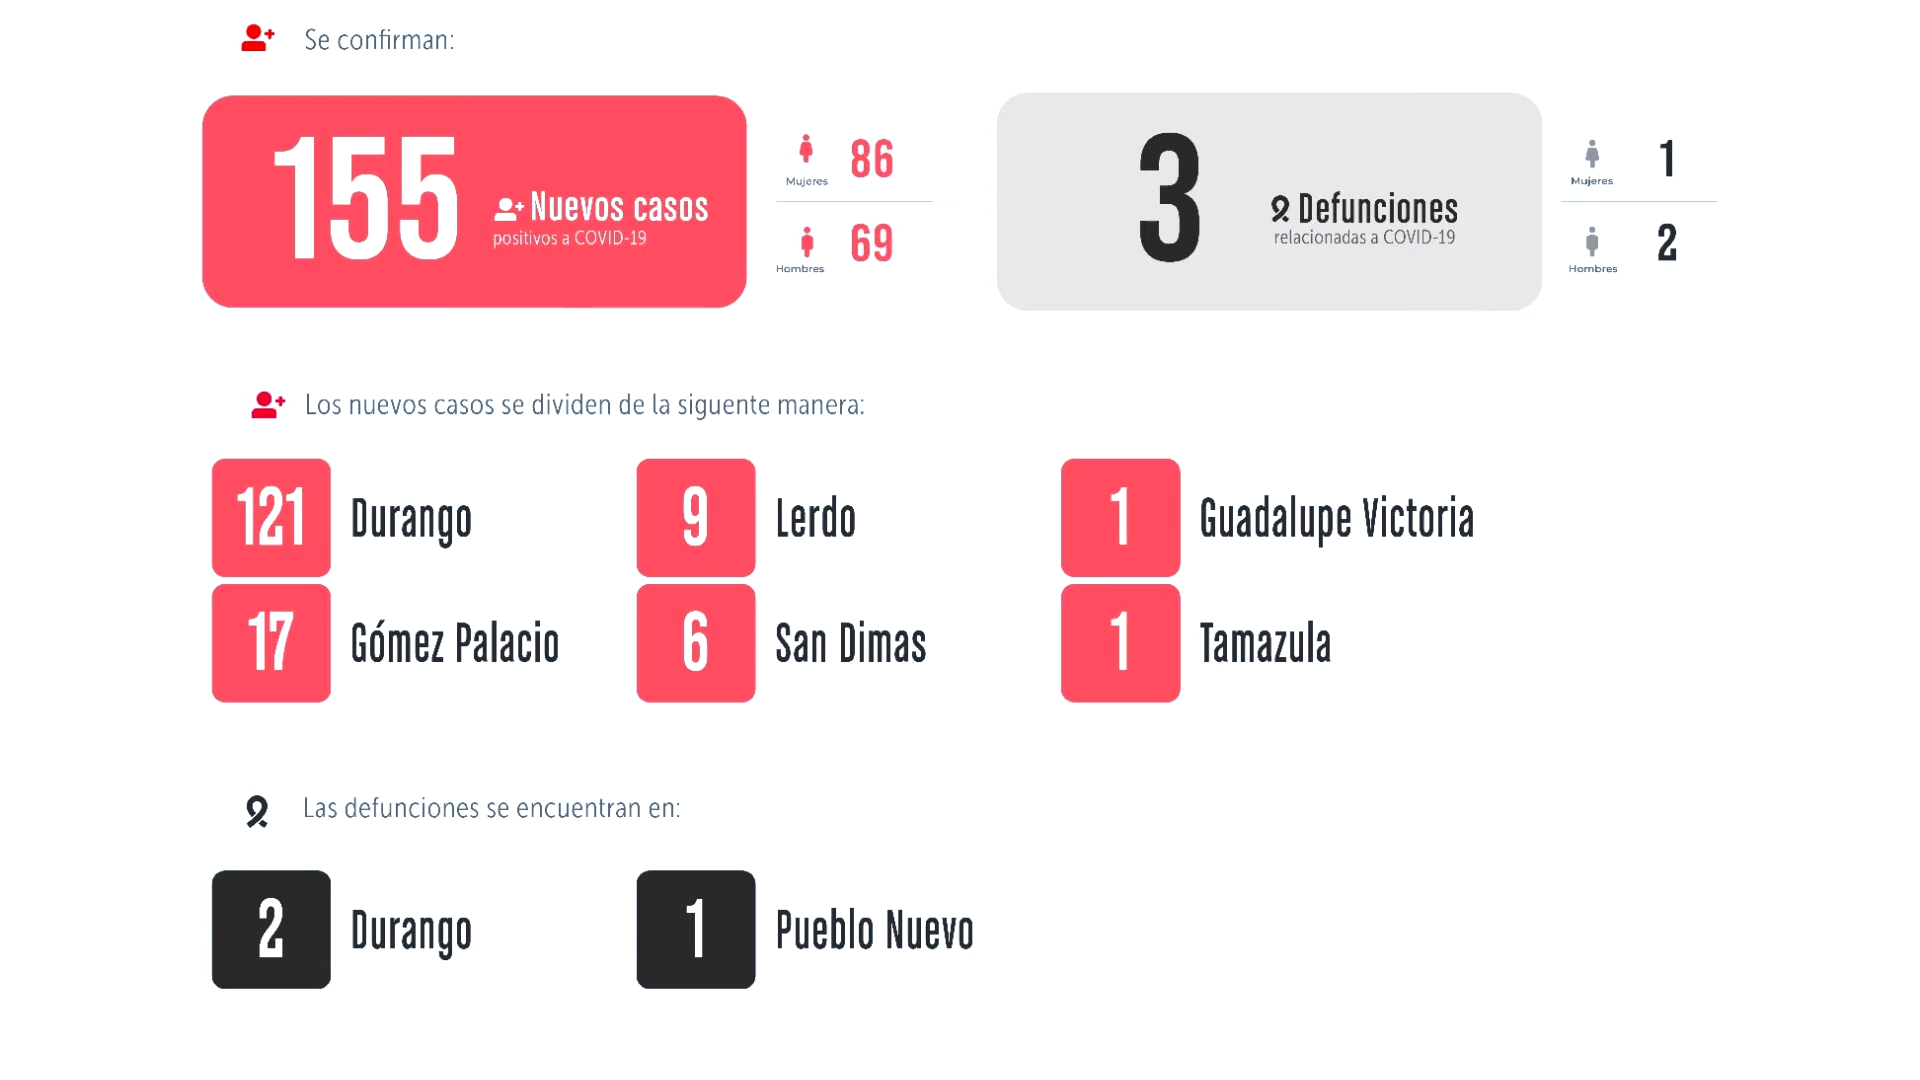 Se confirman:
155
Nuevos casos
positivos a COVID-19
Mujeres 86
Hombres 69
3
Defunciones
relacionadas a COVID-19
Mujeres 1
Hombres 2
Los nuevos casos se dividen de la siguente manera:
121 Durango
9 Lerdo
1 Guadalupe Victoria
17 Gómez Palacio
6 San Dimas
1 Tamazula
Las defunciones se encuentran en:
2 Durango
1 Pueblo Nuevo